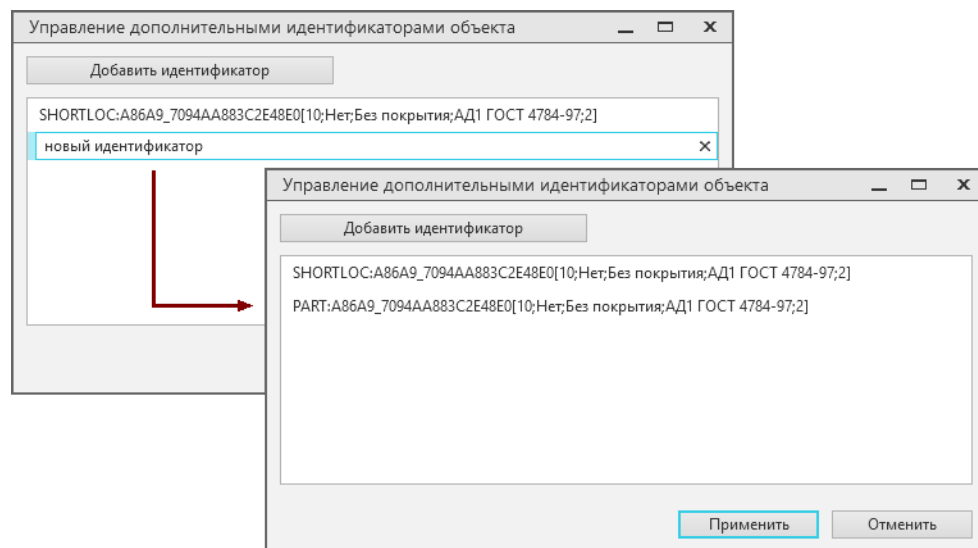 Управление дополнительными идентификаторами объекта
Добавить идентификатор
SHORTLOC:A86A9_7094AA883C2E48E0[10;Нет;Без покрытия;АД1 ГОСТ 4784-97;2]
новый идентификатор
Управление дополнительными идентификаторами объекта
Добавить идентификатор
SHORTLOC:A86A9_7094AA883C2E48E0[10;Нет;Без покрытия;АД1 ГОСТ 4784-97;2]
PART:A86A9_7094AA883C2E48E0[10;Нет;Без покрытия;АД1 ГОСТ 4784-97;2]
Применить
Отменить